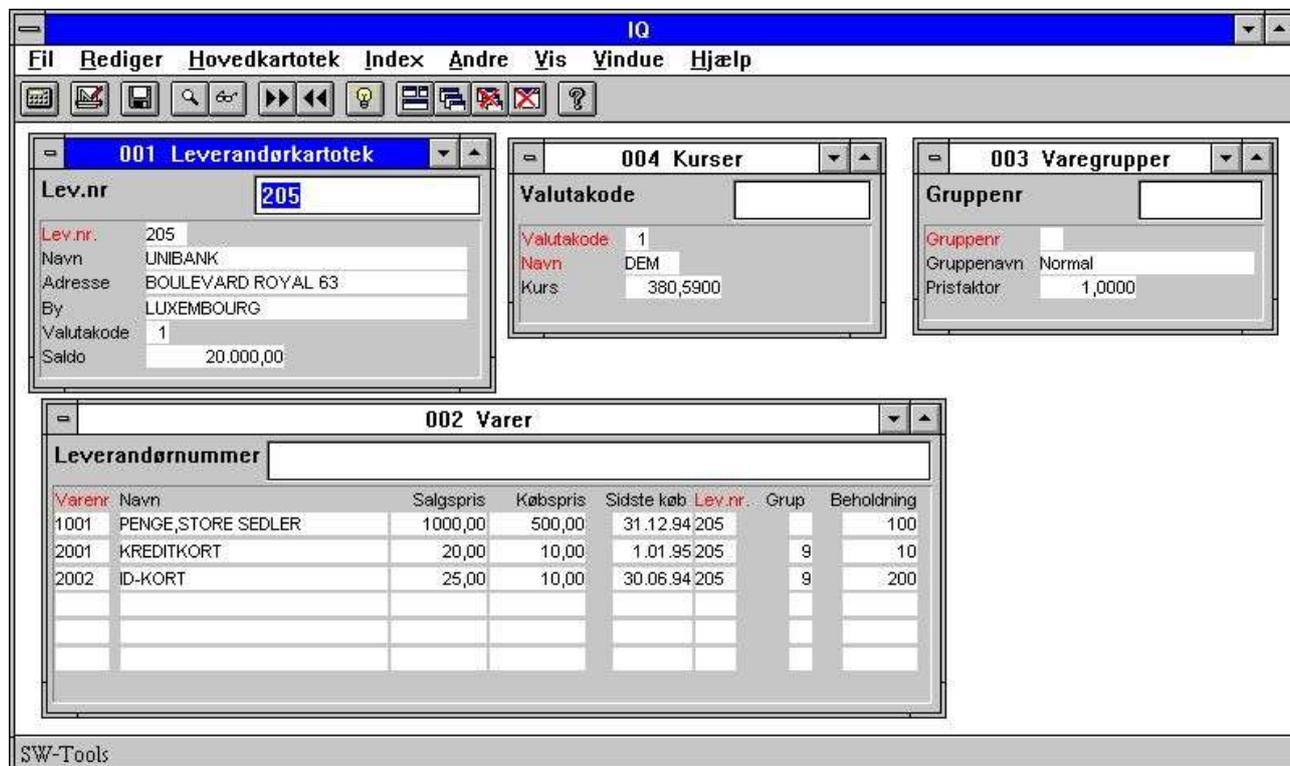 IQ
Fil Rediger Hovedkartotek Index Andre Vis Vindue Hjælp
001 Leverandørkartotek
Lev.nr 205
Lev.nr. 205
Navn UNIBANK
Adresse BOULEVARD ROYAL 63
By LUXEMBOURG
Valutakode 1
Saldo 20.000,00
004 Kurser
Valutakode
Valutakode 1
Navn DEM
Kurs 380,5900
003 Varegrupper
Gruppenr
Gruppenr
Gruppenavn Normal
Prisfaktor 1,0000
002 Varer
Leverandørnummer
Varenr Navn Salgspris Købspris Sidste køb Lev.nr. Grup Beholdning
1001 PENGE,STORE SEDLER 1000,00 500,00 31.12.94 205 100
2001 KREDITKORT 20,00 10,00 1.01.95 205 9 10
2002 ID-KORT 25,00 10,00 30.06.94 205 9 200
SW-Tools